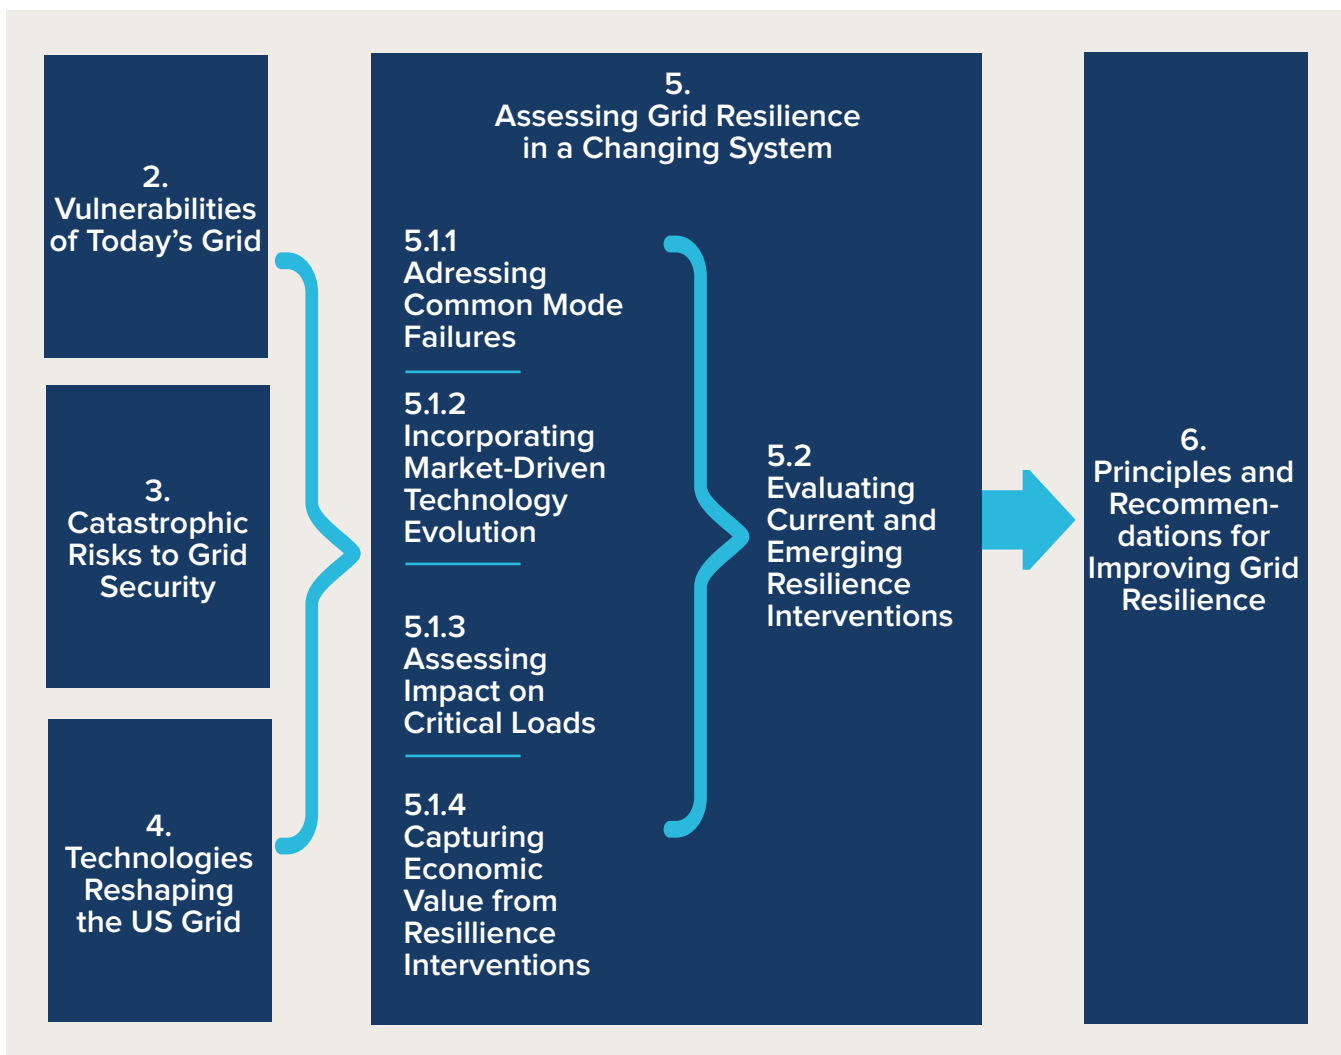 2.
Vulnerabilities
of Today's Grid
3.
Catastrophic
Risks to Grid
Security
4.
Technologies
Reshaping
the US Grid
5.
Assessing Grid Resilience
in a Changing System
5.1.1
Adressing
Common Mode
Failures
5.1.2
Incorporating
Market-Driven
Technology
Evolution
5.1.3
Assessing
Impact on
Critical Loads
5.1.4
Capturing
Economic
Value from
Resillience
Interventions
5.2
Evaluating
Current and
Emerging
Resilience
Interventions
6.
Principles and
Recommen-
dations for
Improving Grid
Resilience